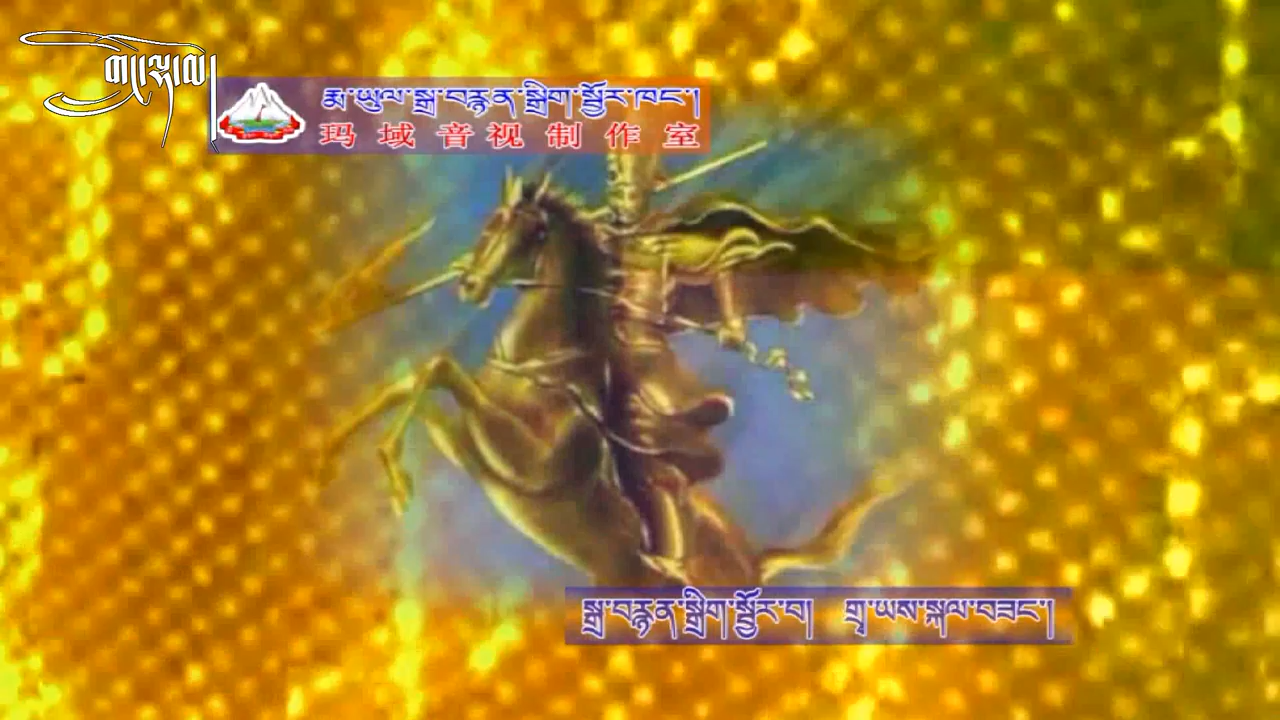 རྨ་ཡུལ་སྒྲ་བརྙན་སྒྲིག་སྦྱོར་ཁང་།
玛域音视制作室
སྒྲ་བརྙན་སྒྲིག་སྦྱོར་བ། གྲྭ་ཡས་སྐལ་བཟང་།